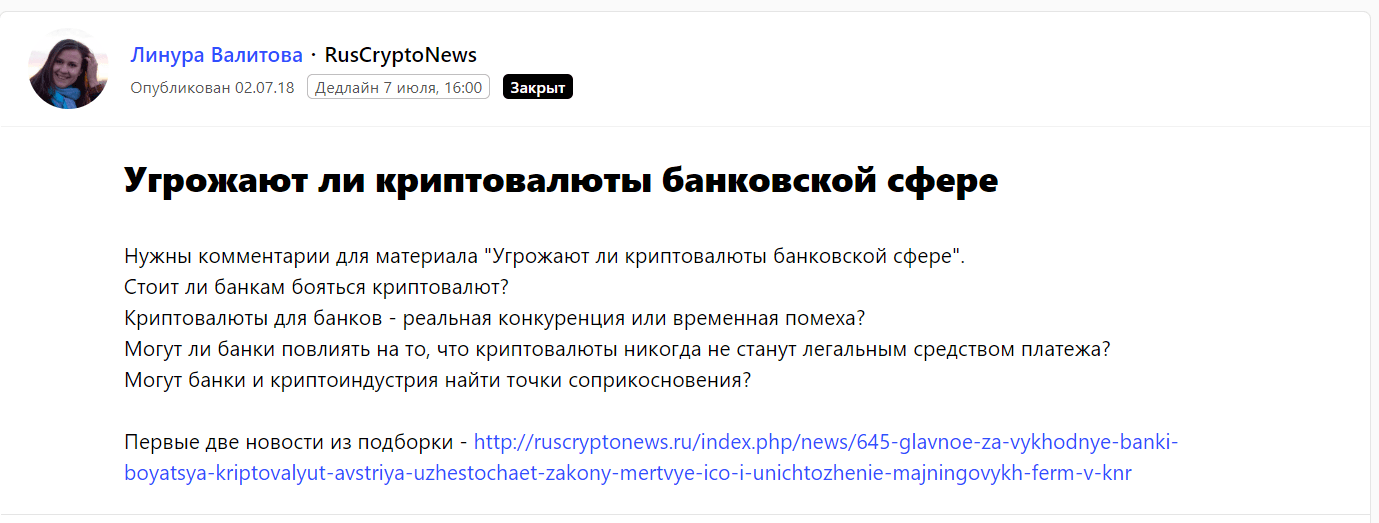 Линура Валитова · RusCryptoNews
Опубликован 02.07.18 Дедлайн 7 июля, 16:00 Закрыт
Угрожают ли криптовалюты банковской сфере
Нужны комментарии для материала "Угрожают ли криптовалюты банковской сфере".
Стоит ли банкам бояться криптовалют?
Криптовалюты для банков - реальная конкуренция или временная помеха?
Могут ли банки повлиять на то, что криптовалюты никогда не станут легальным средством платежа?
Могут банки и криптоиндустрия найти точки соприкосновения?
Первые две новости из подборки - http://ruscryptonews.ru/index.php/news/645-glavnoe-za-vykhodnye-banki-
boyatsya-kriptovalyut-avstriya-uzhestochaet-zakony-mertvye-ico-i-unichtozhenie-majningovykh-ferm-v-knr